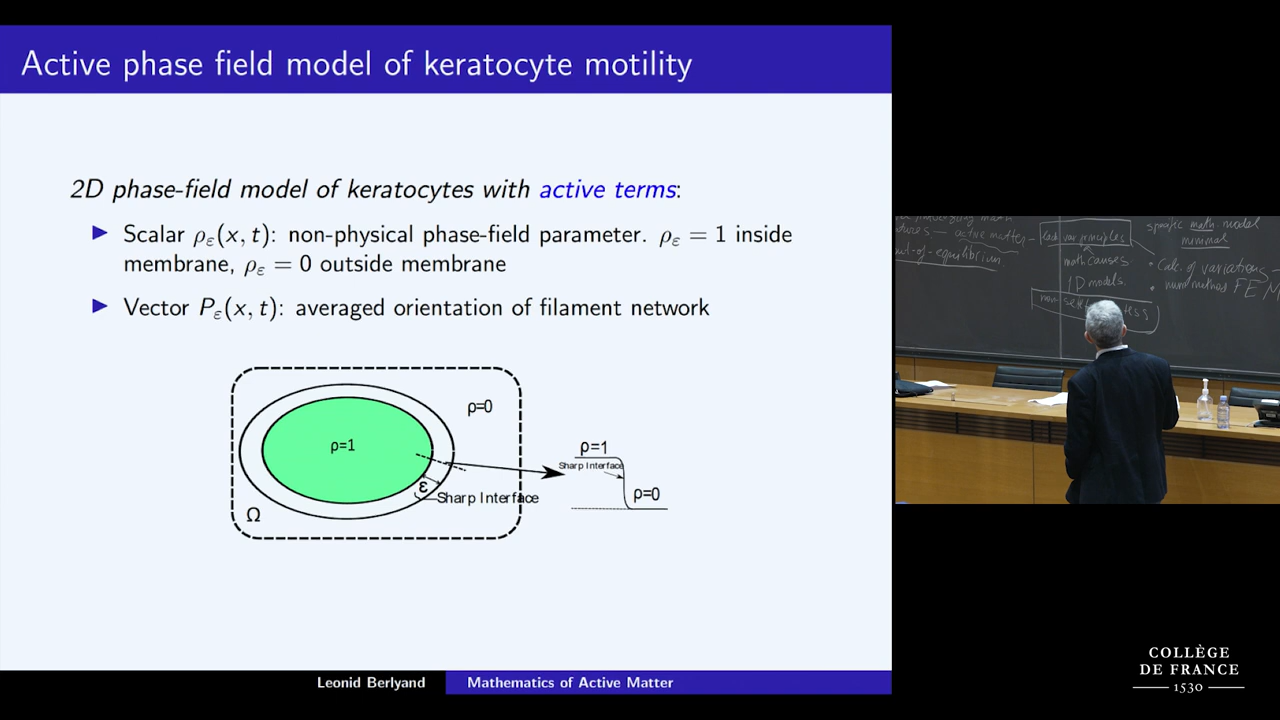 Active phase field model of keratocyte motility
2D phase-field model of keratocytes with active terms:
▶ Scalar ρε(x, t): non-physical phase-field parameter. ρε = 1 inside
membrane, ρε = 0 outside membrane
▶ Vector Pε(x, t): averaged orientation of filament network
ρ=0
ρ=1
ε
Sharp Interface
Ω
ρ=1
Sharp Interface
ρ=0
Leonid Berlyand
Mathematics of Active Matter
math
active matter
out-of-equilibrium
var principles
math causes
1D models.
specific math model
minimal
• Calc. of variations
• num methods FEM
COLLÈGE
DE FRANCE
1530